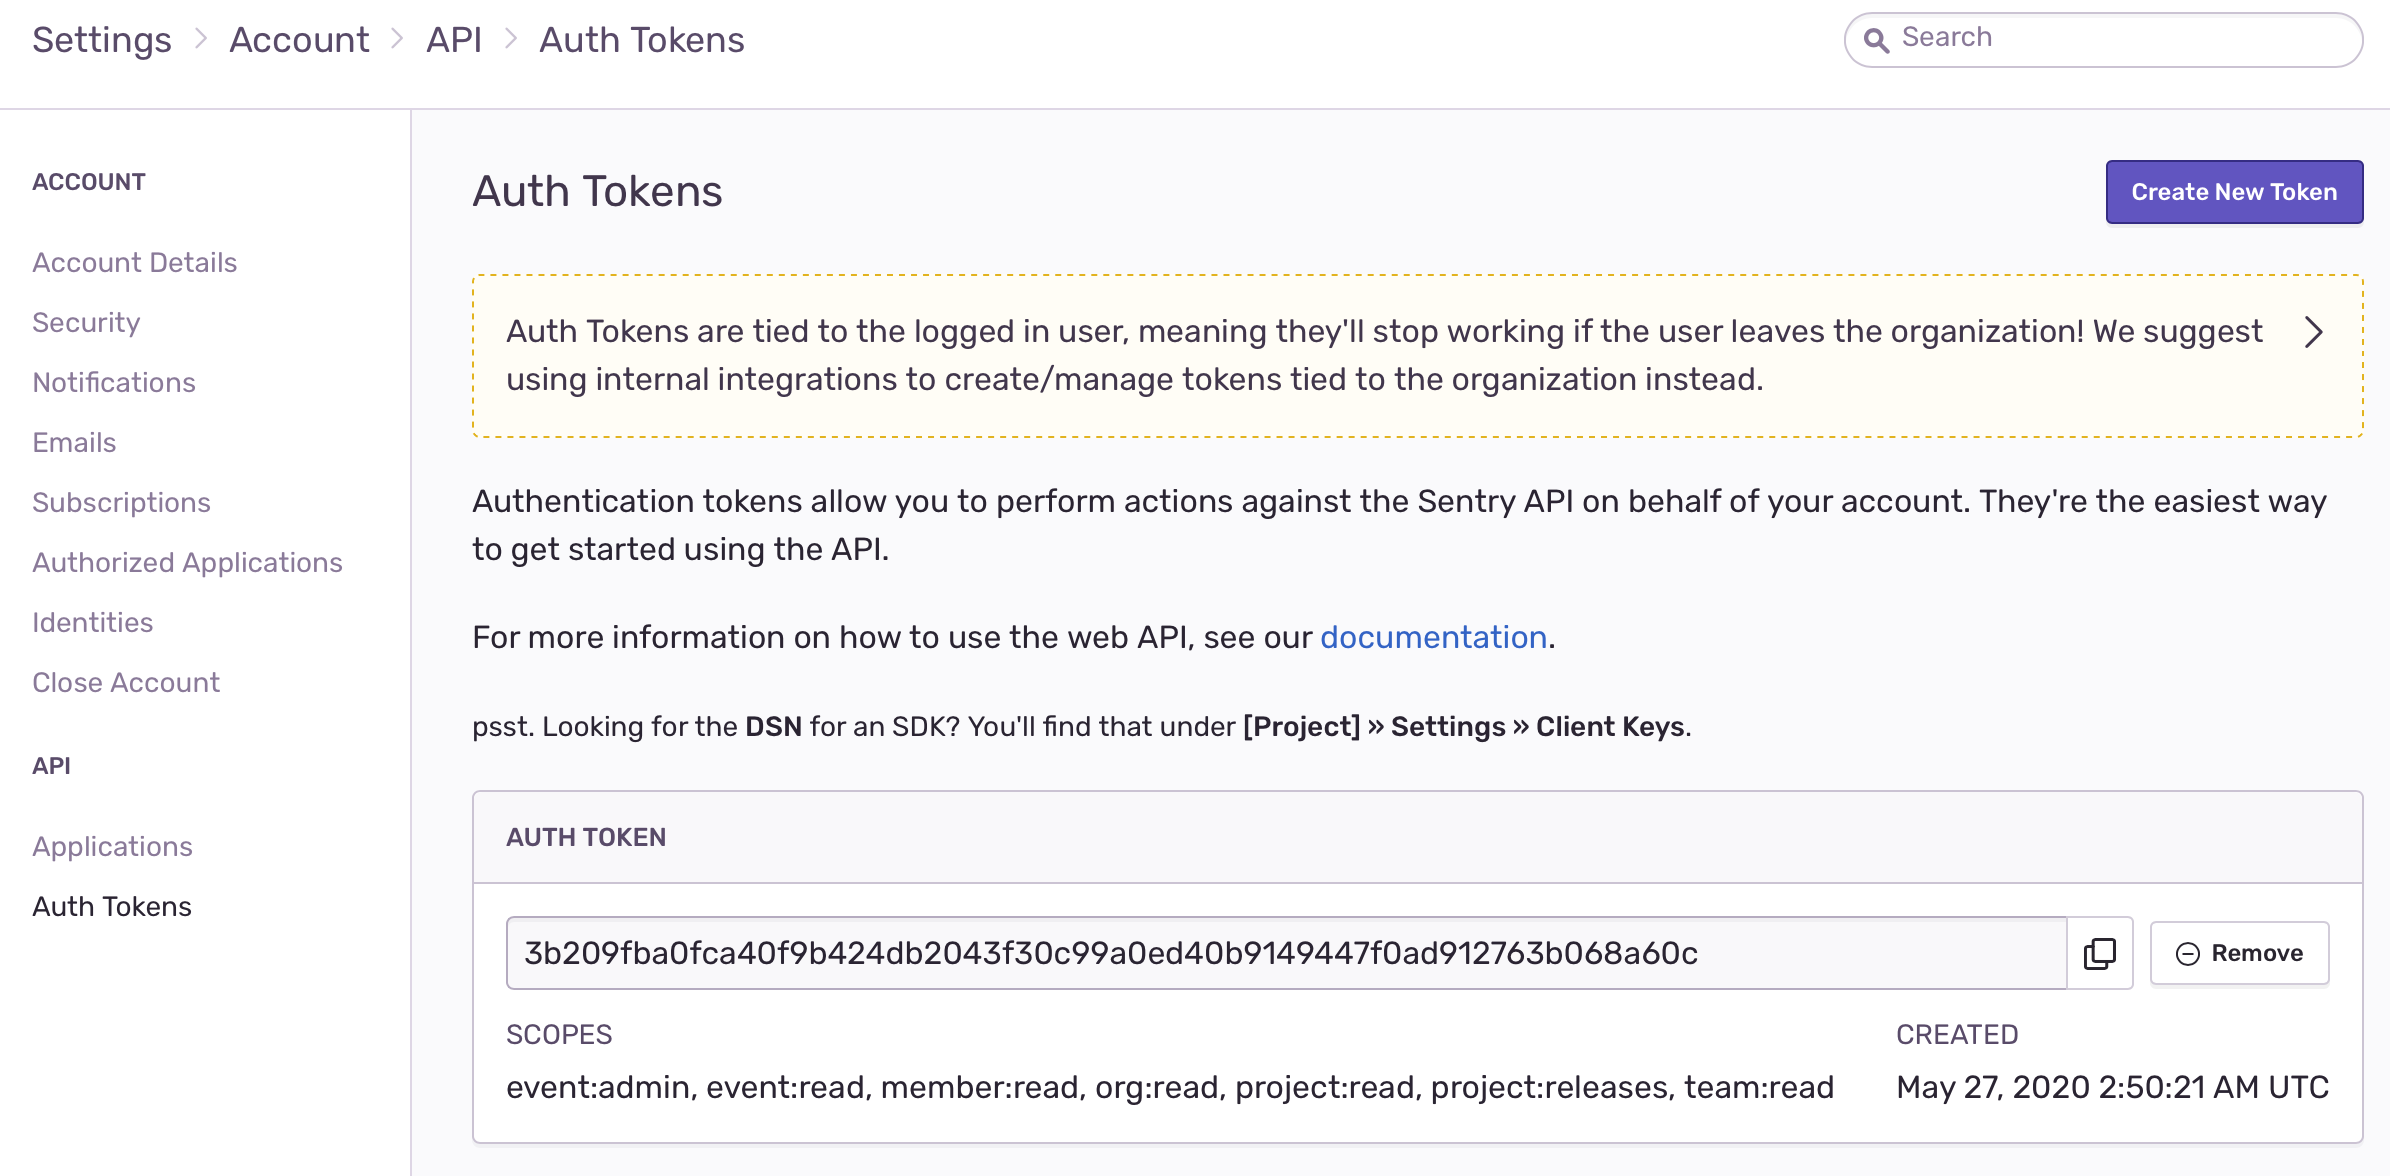 Settings > Account > API > Auth Tokens
Search
ACCOUNT
Account Details
Security
Notifications
Emails
Subscriptions
Authorized Applications
Identities
Close Account
API
Applications
Auth Tokens
Auth Tokens
Create New Token
Auth Tokens are tied to the logged in user, meaning they'll stop working if the user leaves the organization! We suggest
using internal integrations to create/manage tokens tied to the organization instead.
Authentication tokens allow you to perform actions against the Sentry API on behalf of your account. They're the easiest way
to get started using the API.
For more information on how to use the web API, see our documentation.
psst. Looking for the DSN for an SDK? You'll find that under [Project] » Settings » Client Keys.
AUTH TOKEN
3b209fba0fca40f9b424db2043f30c99a0ed40b9149447f0ad912763b068a60c
Remove
SCOPES
CREATED
event:admin, event:read, member:read, org:read, project:read, project:releases, team:read
May 27, 2020 2:50:21 AM UTC